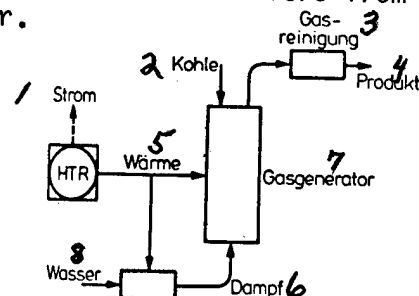 r.
Gas-
reinigung 3
2 Kohle
4
Produkt
1
Strom
5
Wärme
HTR
7
Gasgenerator
8
Wasser
Dampf 6